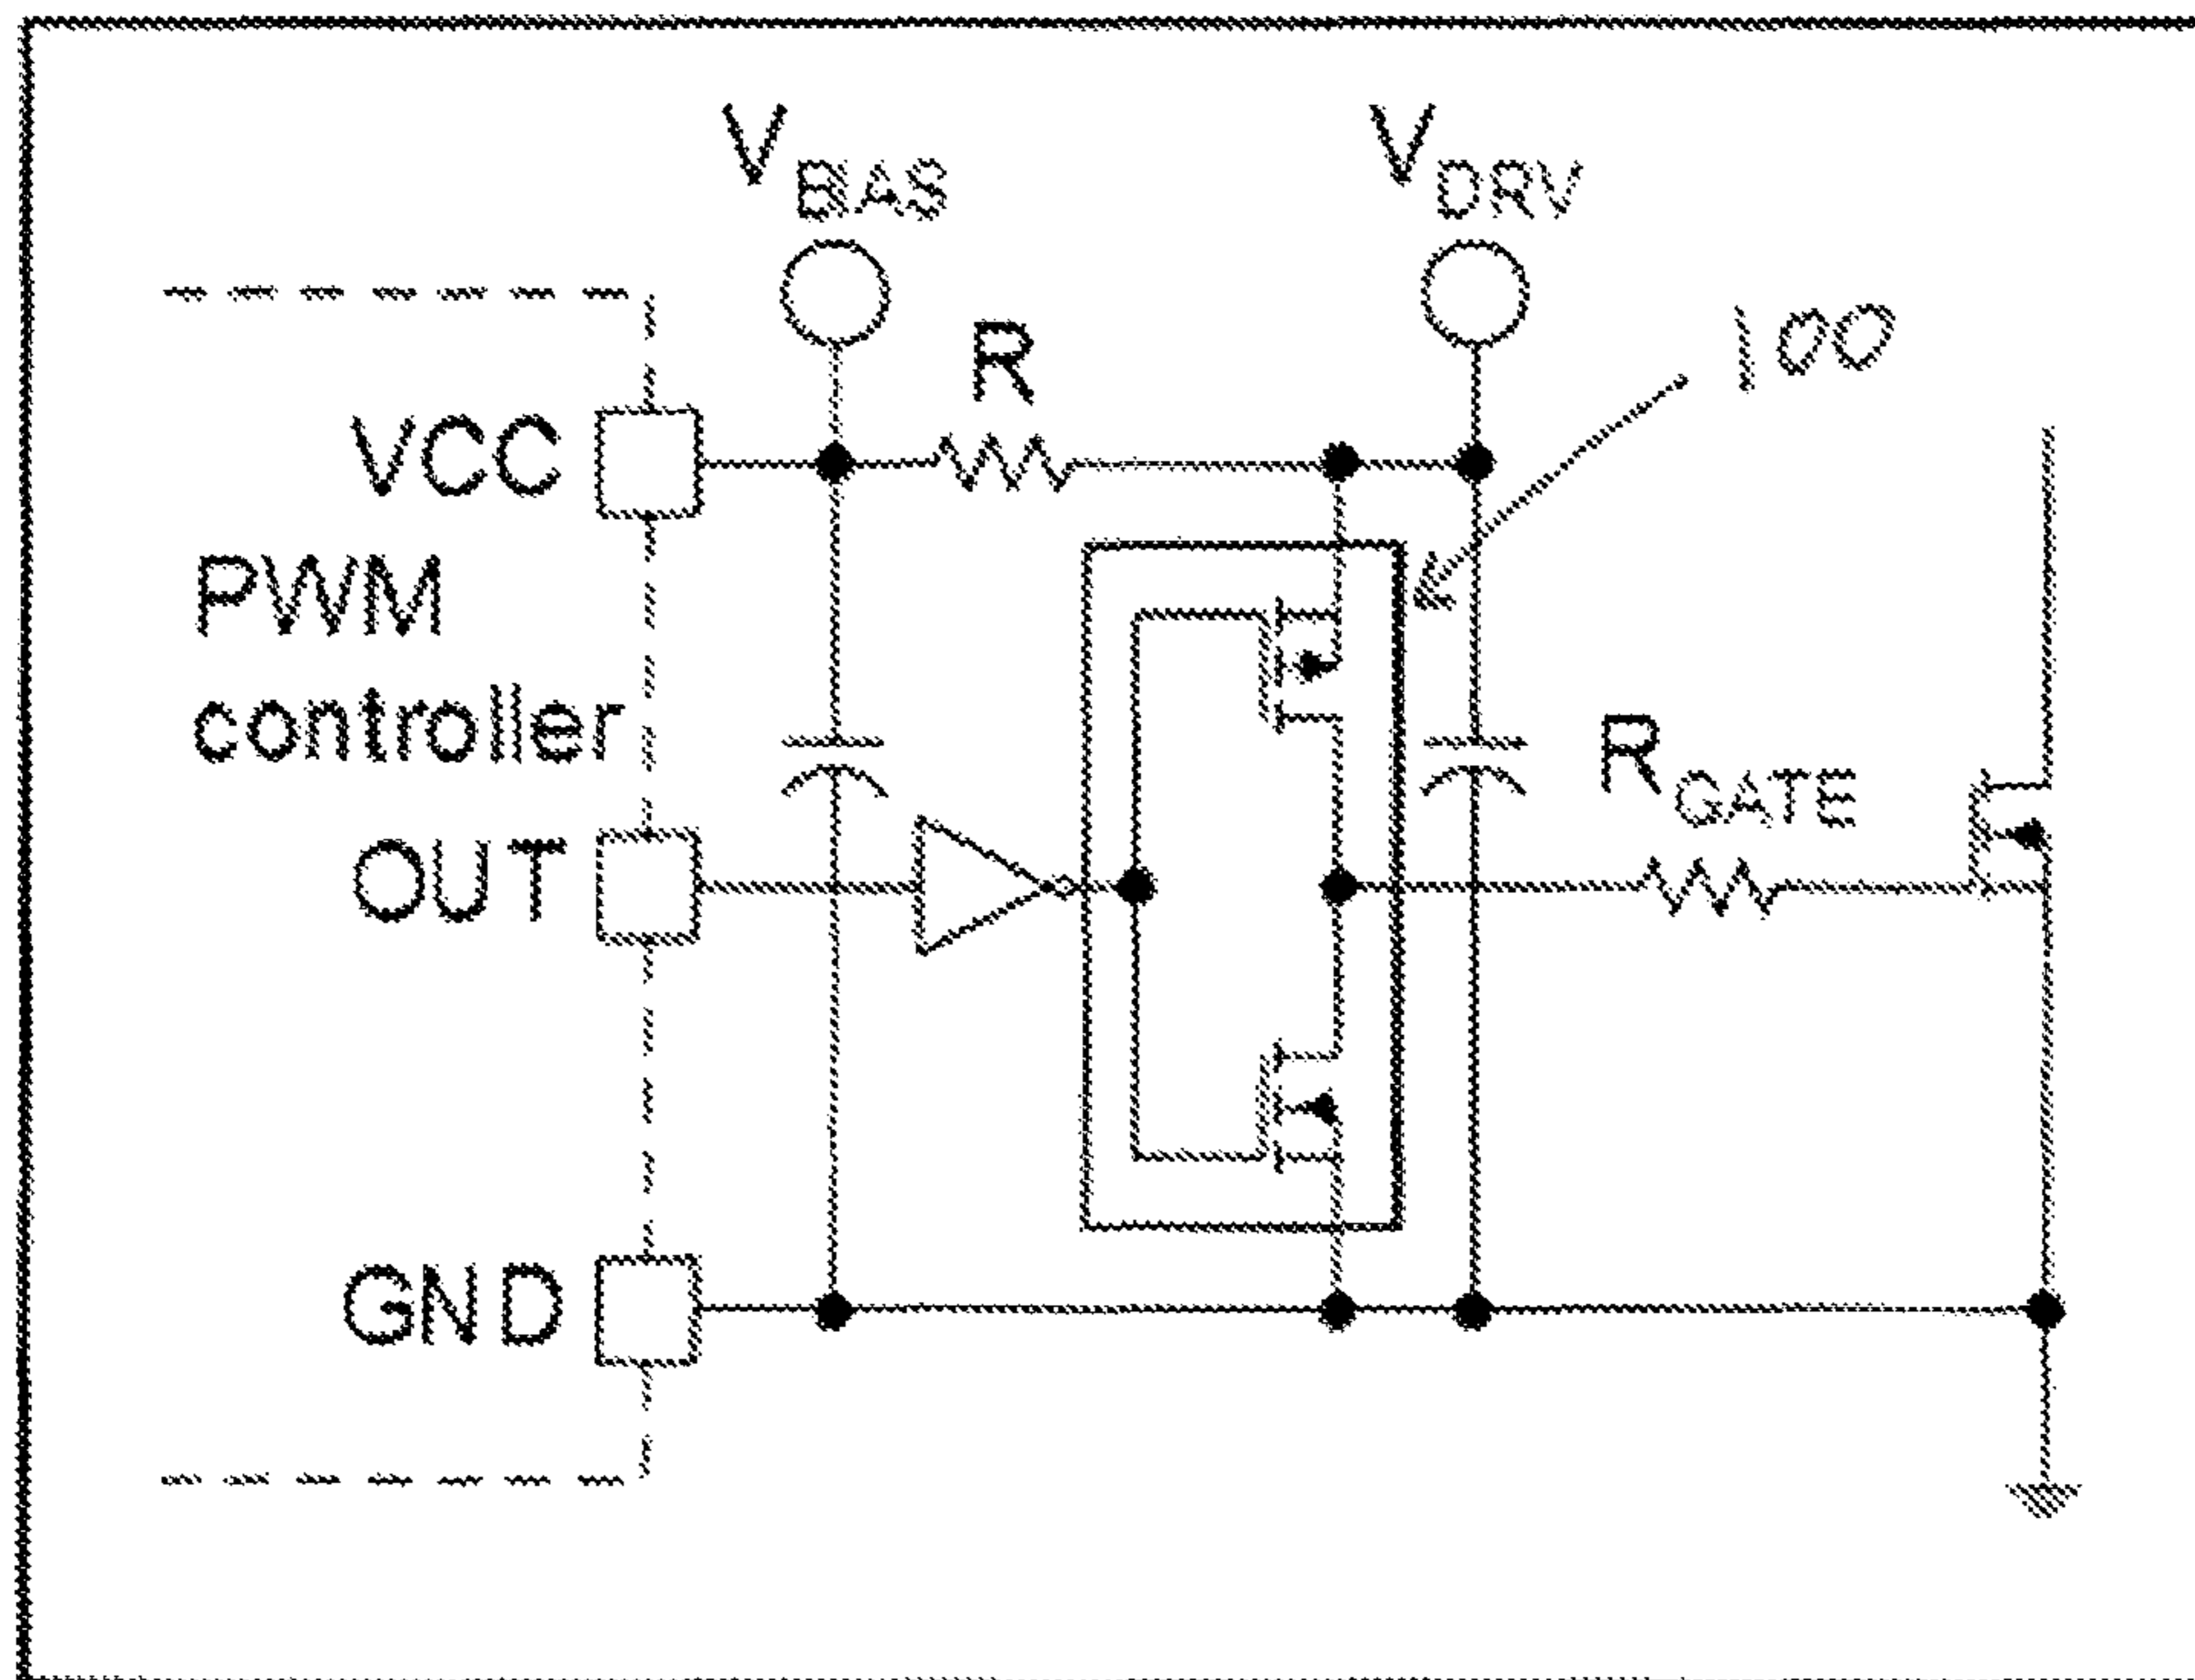 VBIAS
VDRV
R
100
VCC
PWM
controller
RGATE
OUT
GND